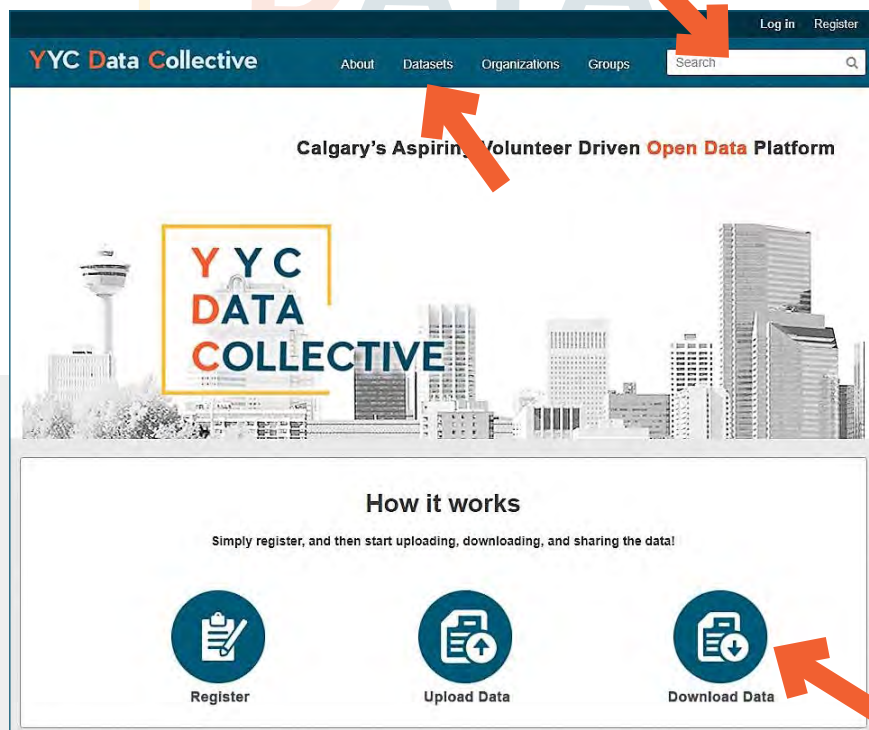 DATA
Log in Register
YYC Data Collective About Datasets Organizations Groups Search
Calgary's Aspiring Volunteer Driven Open Data Platform
Y Y C
DATA
COLLECTIVE
How it works
Simply register, and then start uploading, downloading, and sharing the data!
Register Upload Data Download Data